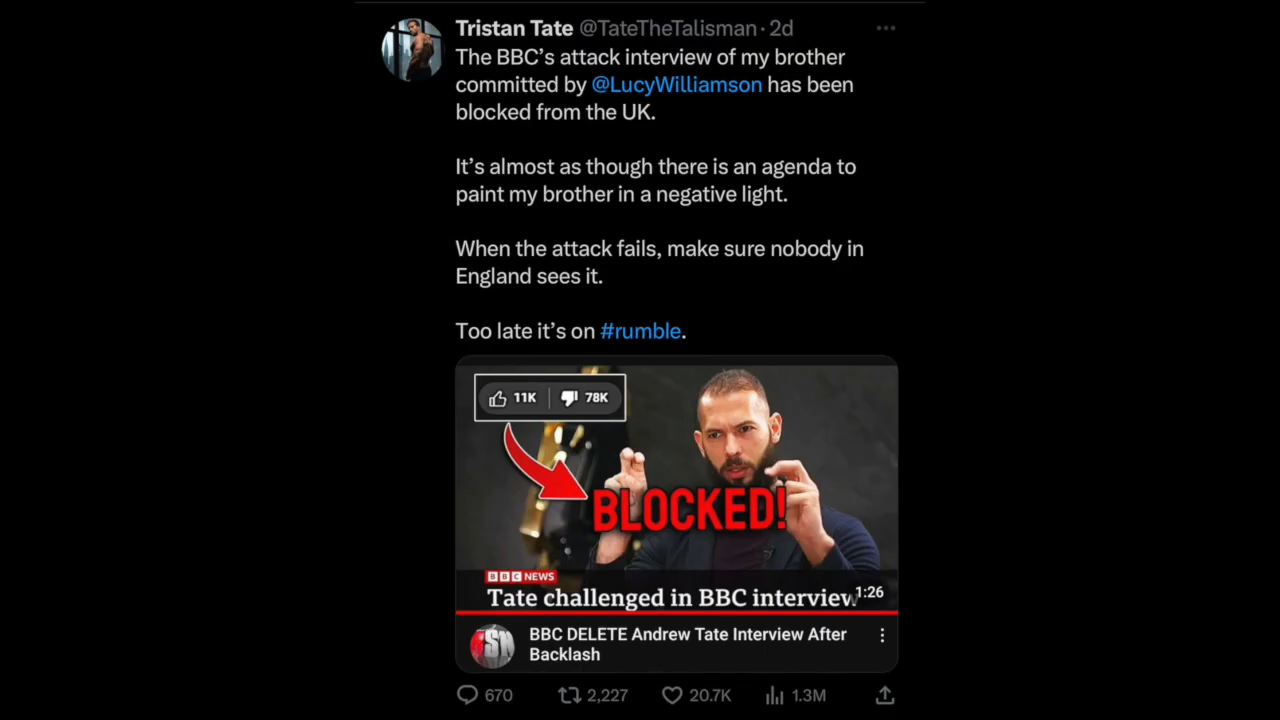 Tristan Tate @TateTheTalisman · 2d
The BBC’s attack interview of my brother
committed by @LucyWilliamson has been
blocked from the UK.
It’s almost as though there is an agenda to
paint my brother in a negative light.
When the attack fails, make sure nobody in
England sees it.
Too late it’s on #rumble.
11K 78K
BLOCKED!
BBC NEWS
Tate challenged in BBC interview
1:26
BBC DELETE Andrew Tate Interview After
Backlash
670 2,227 20.7K 1.3M